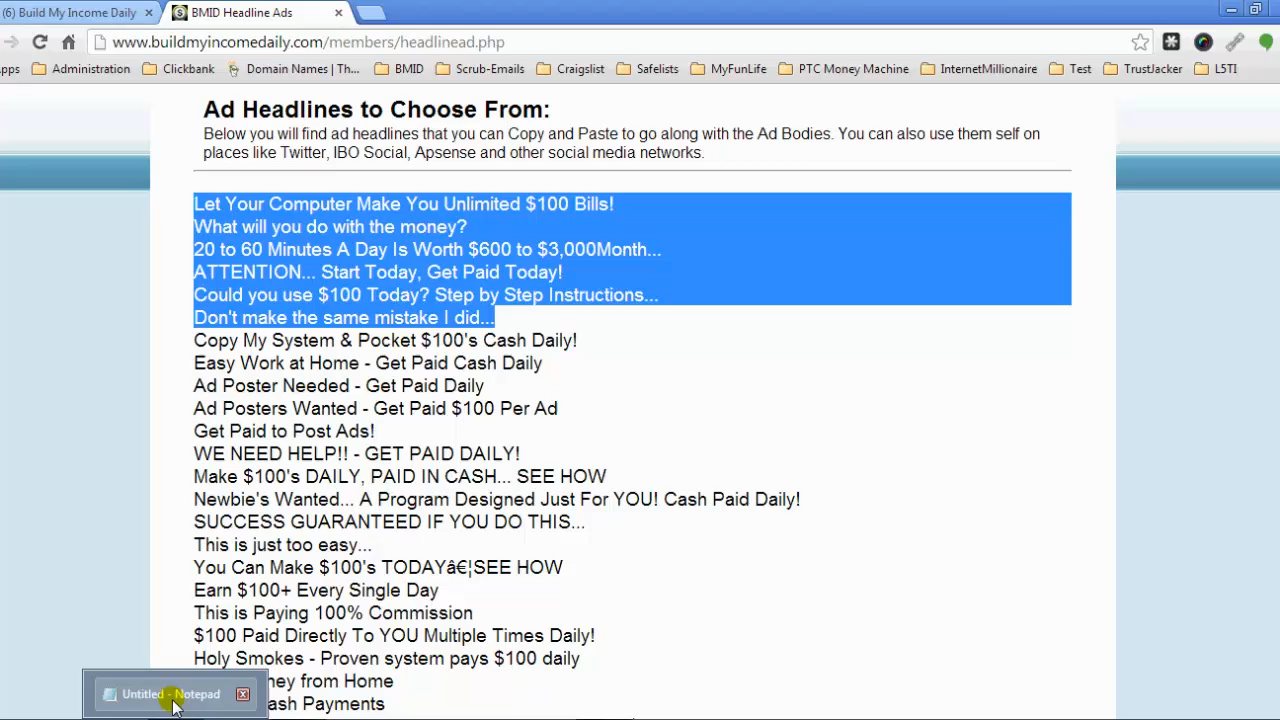 (6) Build My Income Daily
BMID Headline Ads
www.buildmyincomedaily.com/members/headlinead.php
pps
Administration
Clickbank
Domain Names | Th...
BMID
Scrub-Emails
Craigslist
Safelists
MyFunLife
PTC Money Machine
InternetMillionaire
Test
TrustJacker
L5TI
Ad Headlines to Choose From:
Below you will find ad headlines that you can Copy and Paste to go along with the Ad Bodies. You can also use them self on
places like Twitter, IBO Social, Apsense and other social media networks.
Let Your Computer Make You Unlimited $100 Bills!
What will you do with the money?
20 to 60 Minutes A Day Is Worth $600 to $3,000Month...
ATTENTION... Start Today, Get Paid Today!
Could you use $100 Today? Step by Step Instructions...
Don't make the same mistake I did...
Copy My System & Pocket $100's Cash Daily!
Easy Work at Home - Get Paid Cash Daily
Ad Poster Needed - Get Paid Daily
Ad Posters Wanted - Get Paid $100 Per Ad
Get Paid to Post Ads!
WE NEED HELP!! - GET PAID DAILY!
Make $100's DAILY, PAID IN CASH... SEE HOW
Newbie's Wanted... A Program Designed Just For YOU! Cash Paid Daily!
SUCCESS GUARANTEED IF YOU DO THIS...
This is just too easy...
You Can Make $100's TODAYâ€¦SEE HOW
Earn $100+ Every Single Day
This is Paying 100% Commission
$100 Paid Directly To YOU Multiple Times Daily!
Holy Smokes - Proven system pays $100 daily
ney from Home
ash Payments
Untitled - Notepad